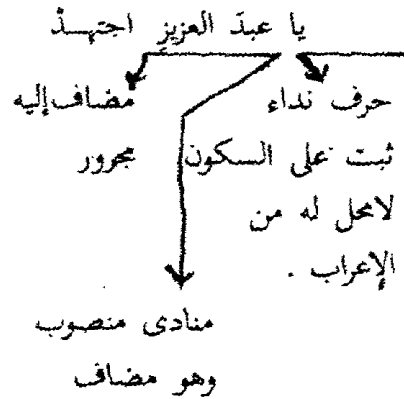 يا عبدَ العزيزِ اجتهدْ
حرف نداء
ثبت على السكون
لامحل له من
الإعراب .
مضاف إليه
مجرور
منادى منصوب
وهو مضاف